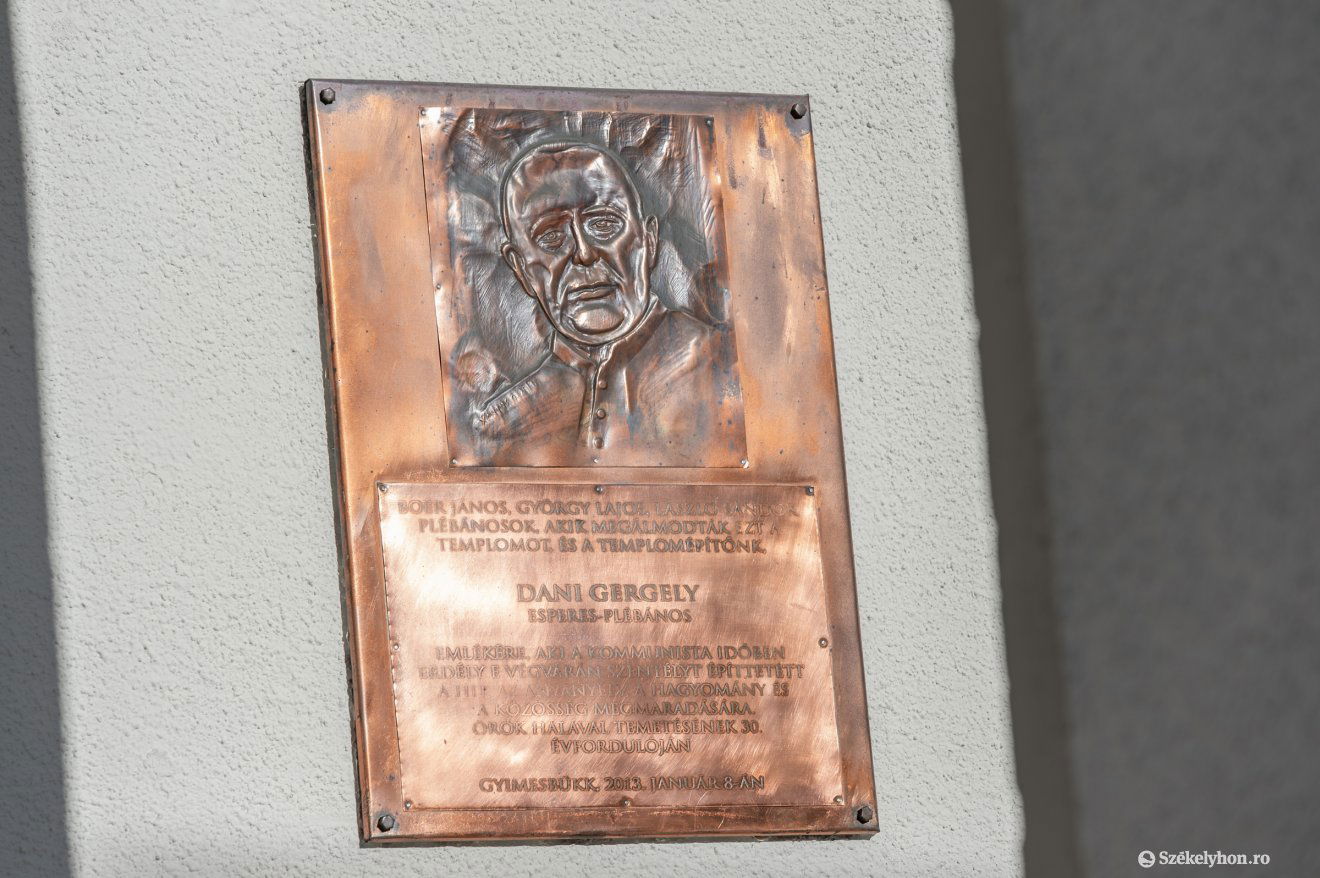 BOÉR JÁNOS, GYÖRGY LAJOS, LÁSZLÓ SÁNDOR
PLÉBÁNOSOK, AKIK MEGÁLMODTÁK EZT A
TEMPLOMOT, ÉS A TEMPLOMÉPÍTŐNK,
DANI GERGELY
ESPERES-PLÉBÁNOS
EMLÉKÉRE, AKI A KOMMUNISTA IDŐBEN
ERDÉLY E VÉGVÁRÁN SZENTÉLYT ÉPÍTTETETT
A HIT, AZ ANYANYELV, A HAGYOMÁNY ÉS
A KÖZÖSSÉG MEGMARADÁSÁRA.
ÖRÖK HÁLÁVAL TEMETÉSÉNEK 30.
ÉVFORDULÓJÁN
GYIMESBÜKK, 2013. JANUÁR 8-ÁN
Székelyhon.ro